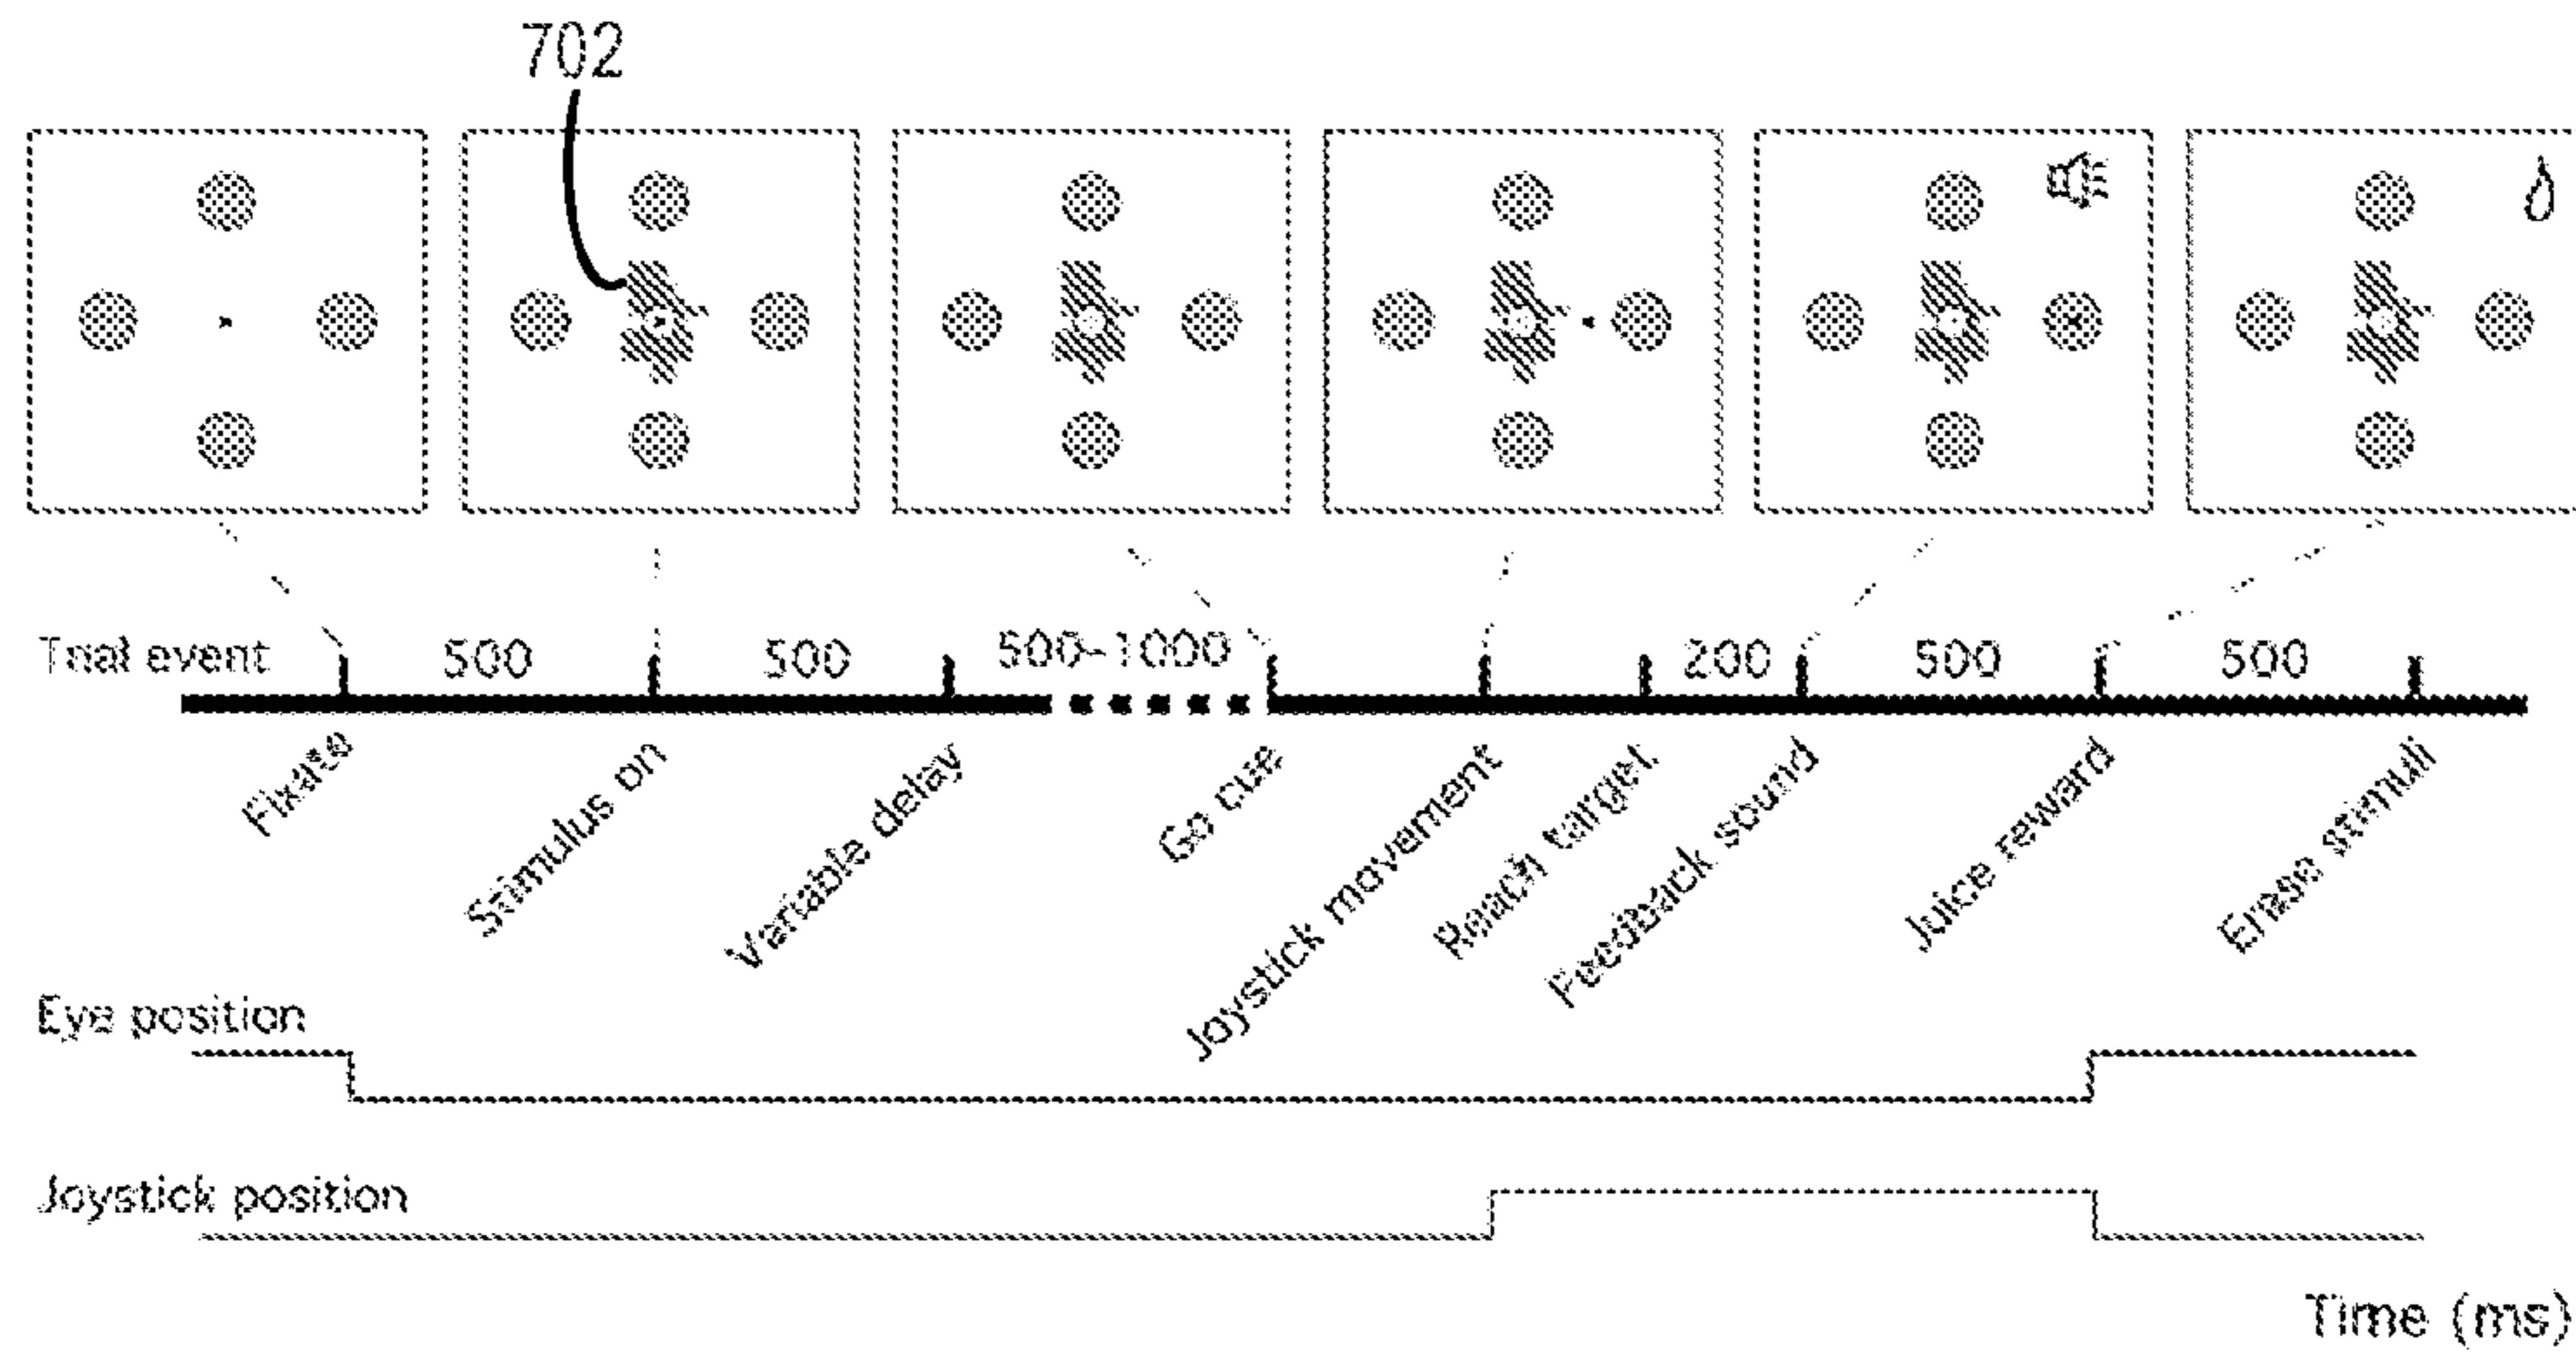 702
Trial event
500
500
500-1000
200
500
500
Fixate
Stimulus on
Variable delay
Go cue
Joystick movement
Reach target
Feedback sound
Juice reward
Erase stimuli
Eye position
Joystick position
Time (ms)